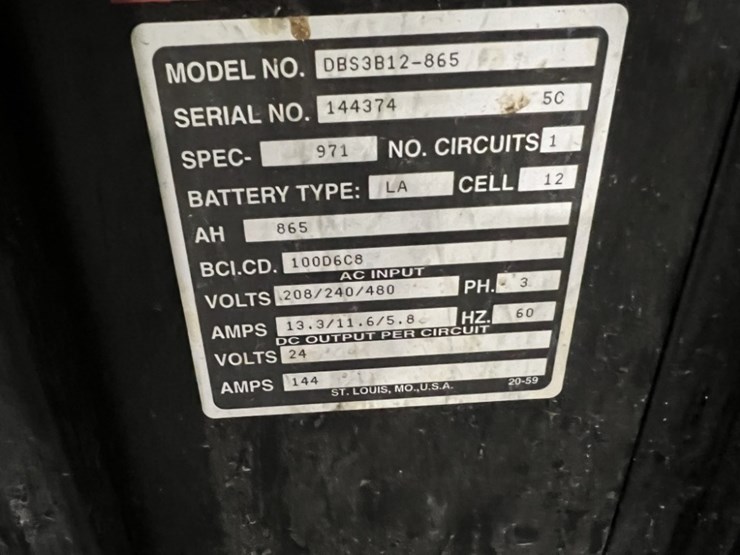 MODEL NO. DBS3B12-865
SERIAL NO. 144374 5C
SPEC- 971 NO. CIRCUITS 1
BATTERY TYPE: LA CELL 12
AH 865
BCI.CD. 100D6C8
AC INPUT
VOLTS 208/240/480 PH. 3
AMPS 13.3/11.6/5.8 HZ. 60
DC OUTPUT PER CIRCUIT
VOLTS 24
AMPS 144
ST. LOUIS, MO.,U.S.A. 20-59